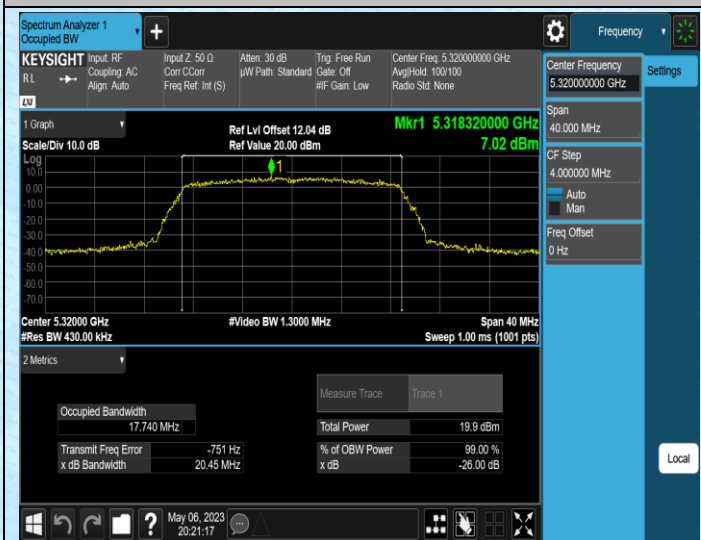 Spectrum Analyzer 1
Occupied BW
Frequency
KEYSIGHT
RL
LXI
Input: RF
Coupling: AC
Align: Auto
Input Z: 50 Ω
Corr CCorr
Freq Ref: Int (S)
Atten: 30 dB
µW Path: Standard
Trig: Free Run
Gate: Off
#IF Gain: Low
Center Freq: 5.320000000 GHz
Avg|Hold: 100/100
Radio Std: None
Center Frequency
5.320000000 GHz
Settings
Span
40.000 MHz
CF Step
4.000000 MHz
Auto
Man
Freq Offset
0 Hz
Local
1 Graph
Scale/Div 10.0 dB
Ref Lvl Offset 12.04 dB
Ref Value 20.00 dBm
Mkr1 5.318320000 GHz
7.02 dBm
Log
10.0
0.00
-10.0
-20.0
-30.0
-40.0
-50.0
-60.0
-70.0
1
Center 5.32000 GHz
#Video BW 1.3000 MHz
Span 40 MHz
#Res BW 430.00 kHz
Sweep 1.00 ms (1001 pts)
2 Metrics
Measure Trace Trace 1
Occupied Bandwidth
17.740 MHz
Total Power 19.9 dBm
Transmit Freq Error -751 Hz
% of OBW Power 99.00 %
x dB Bandwidth 20.45 MHz
x dB -26.00 dB
May 06, 2023
20:21:17